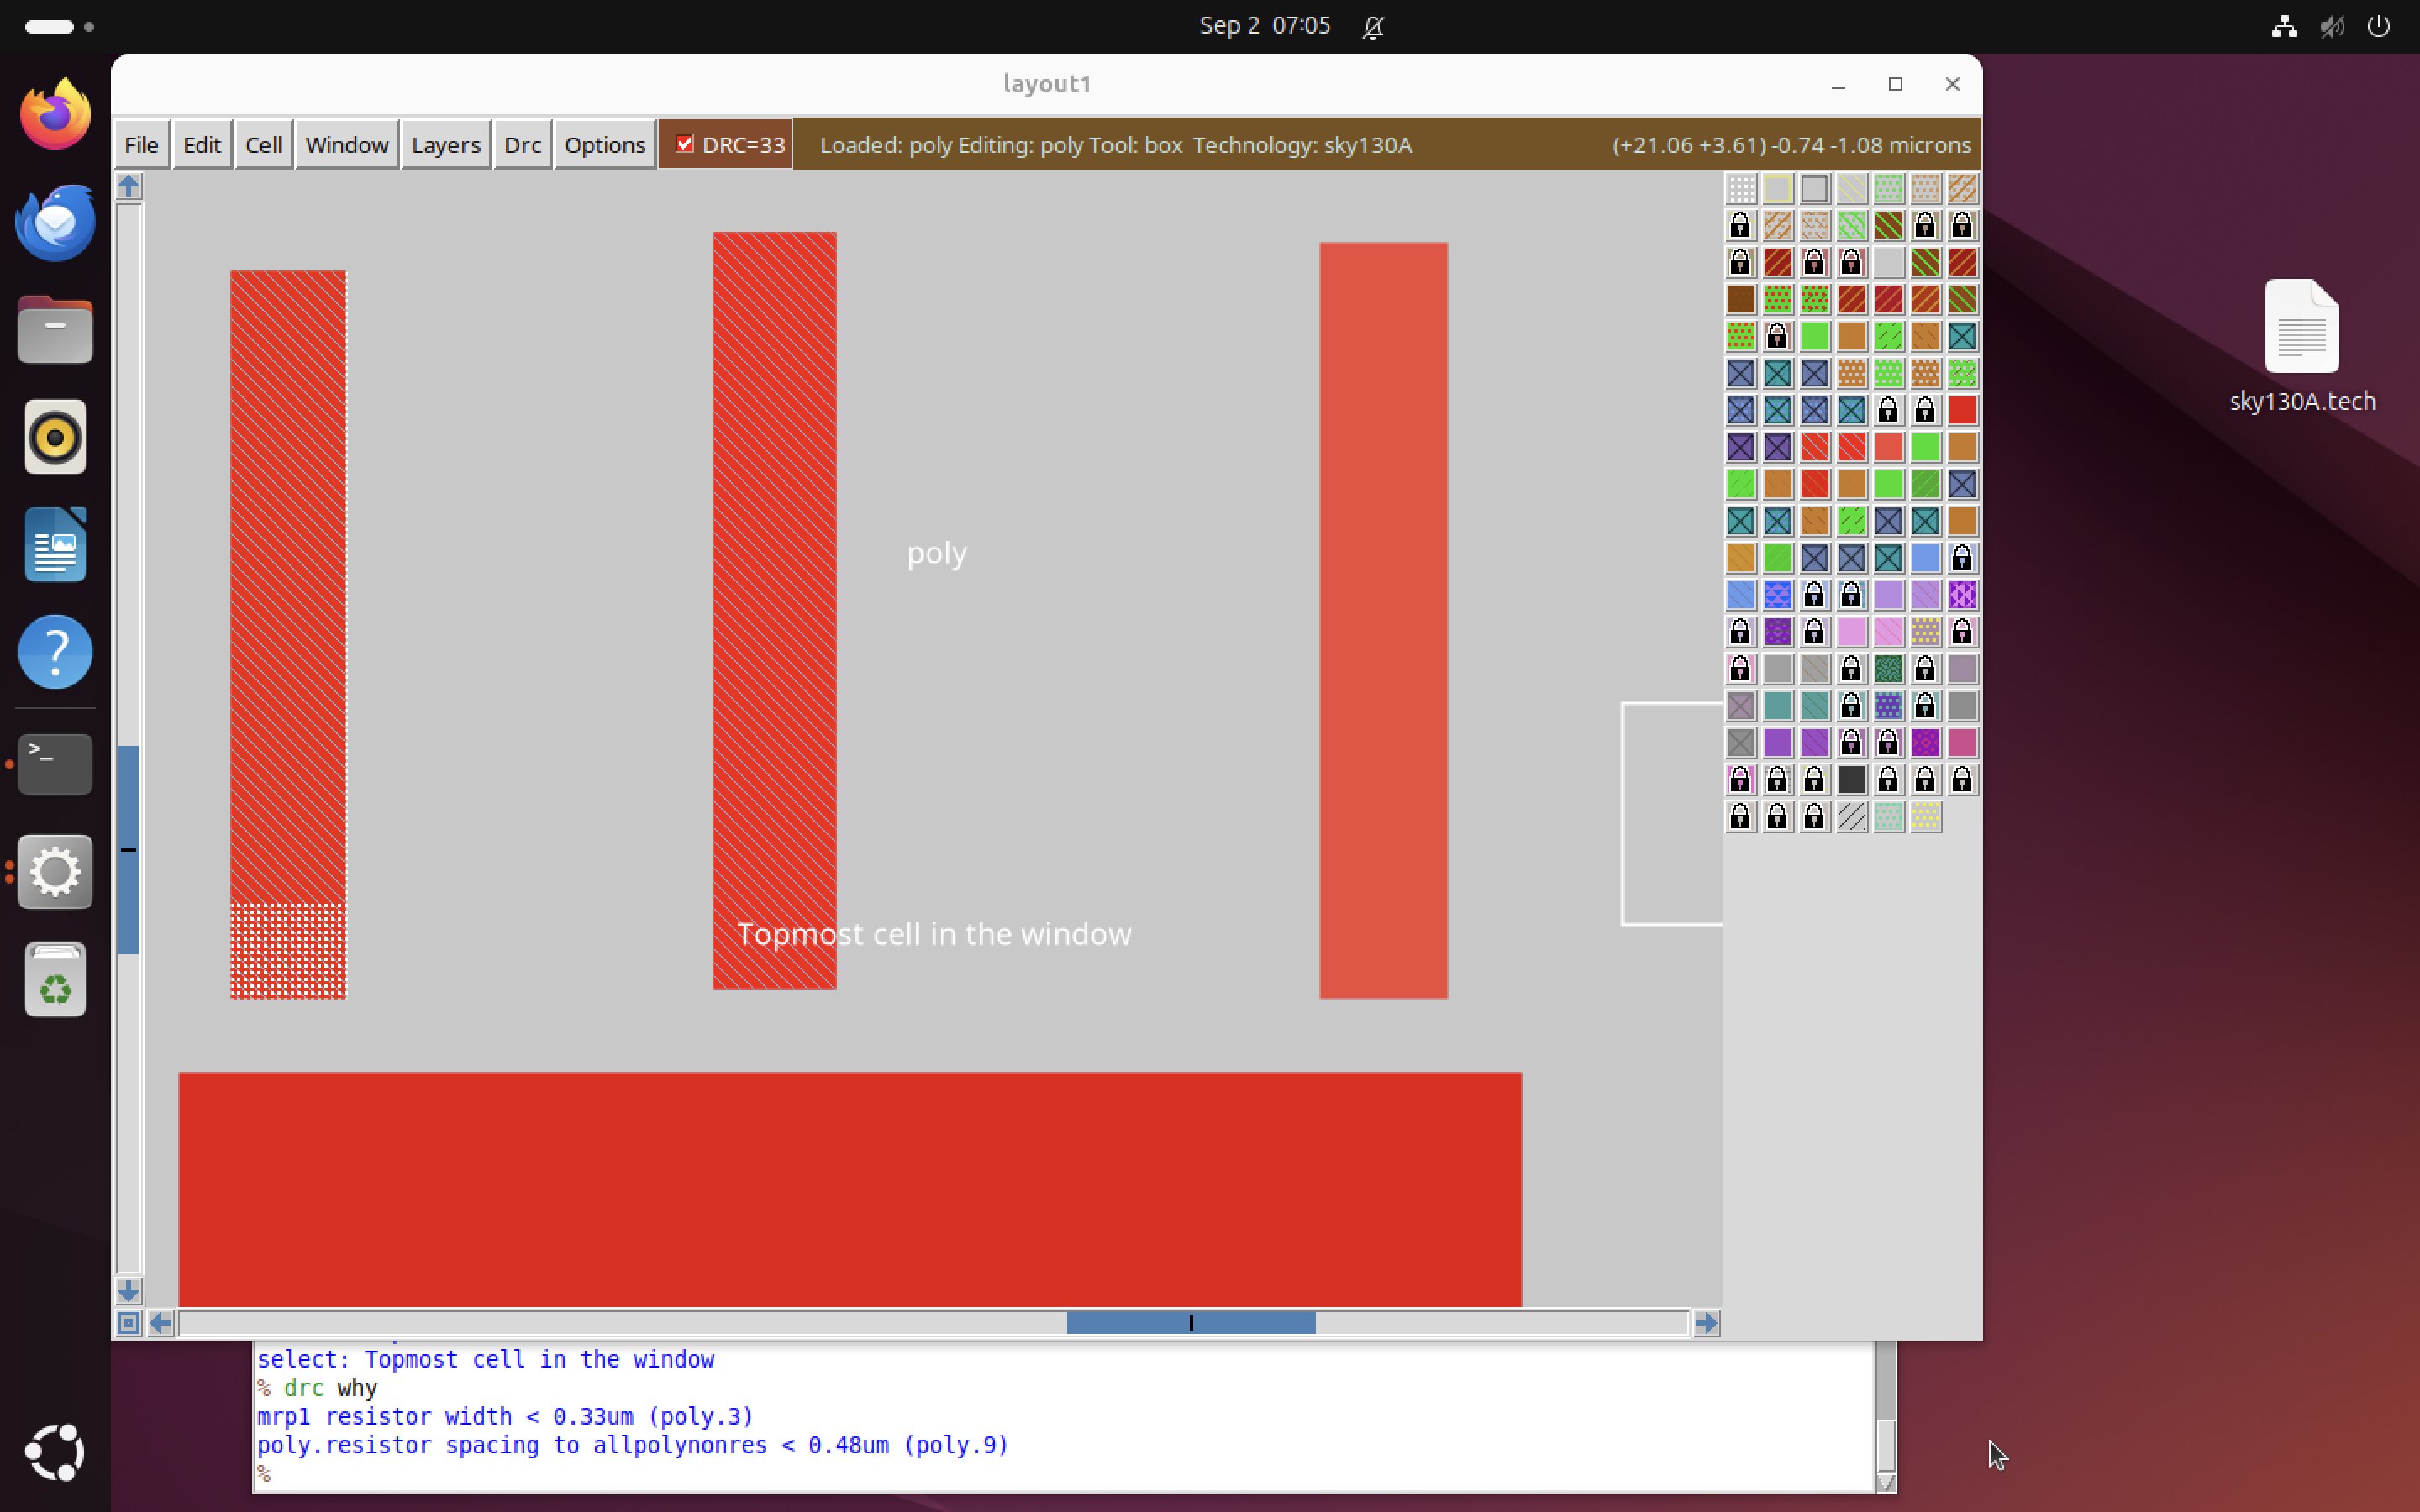 Sep 2 07:05
layout1
File Edit Cell Window Layers Drc Options DRC=33 Loaded: poly Editing: poly Tool: box Technology: sky130A (+21.06 +3.61) -0.74 -1.08 microns
sky130A.tech
poly
Topmost cell in the window
select: Topmost cell in the window
% drc why
mrp1 resistor width < 0.33um (poly.3)
poly.resistor spacing to allpolynonres < 0.48um (poly.9)
%